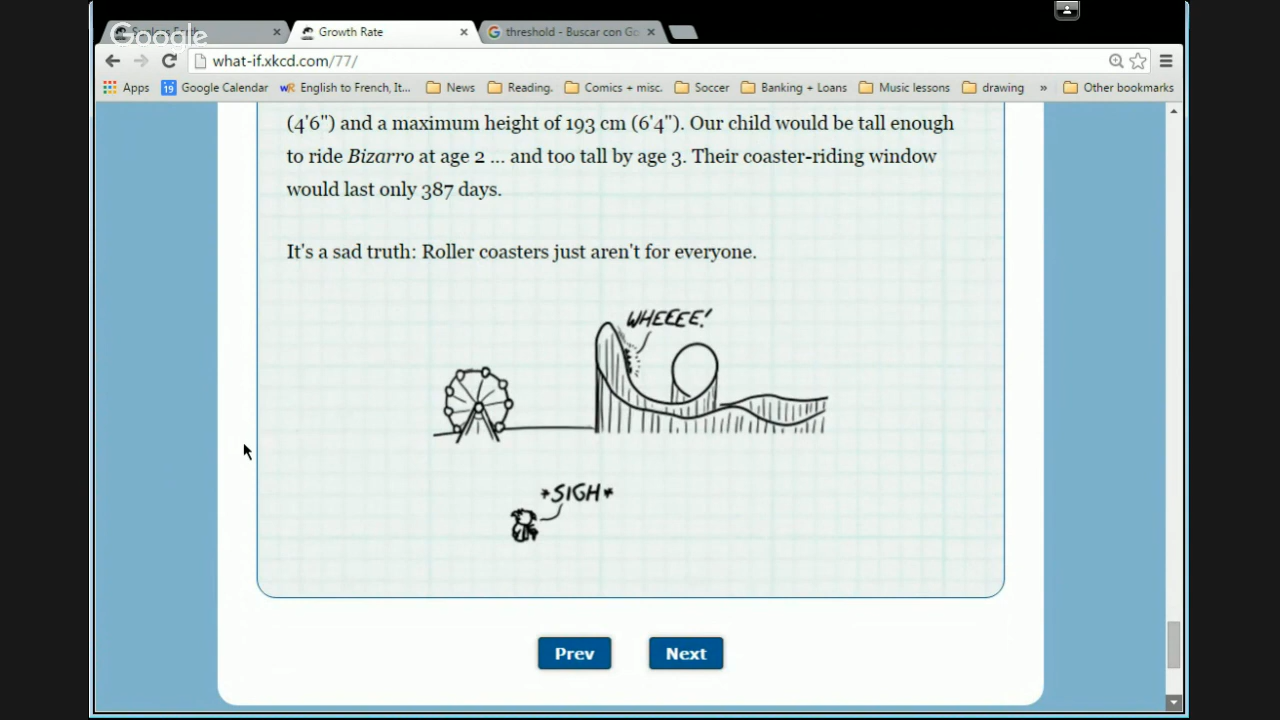 Google
Growth Rate
threshold - Buscar con Go
what-if.xkcd.com/77/
Apps
19
Google Calendar
English to French, It...
News
Reading.
Comics + misc.
Soccer
Banking + Loans
Music lessons
drawing
»
Other bookmarks
(4'6") and a maximum height of 193 cm (6'4"). Our child would be tall enough
to ride Bizarro at age 2 ... and too tall by age 3. Their coaster-riding window
would last only 387 days.
It's a sad truth: Roller coasters just aren't for everyone.
WHEEEE!
*SIGH*
Prev
Next